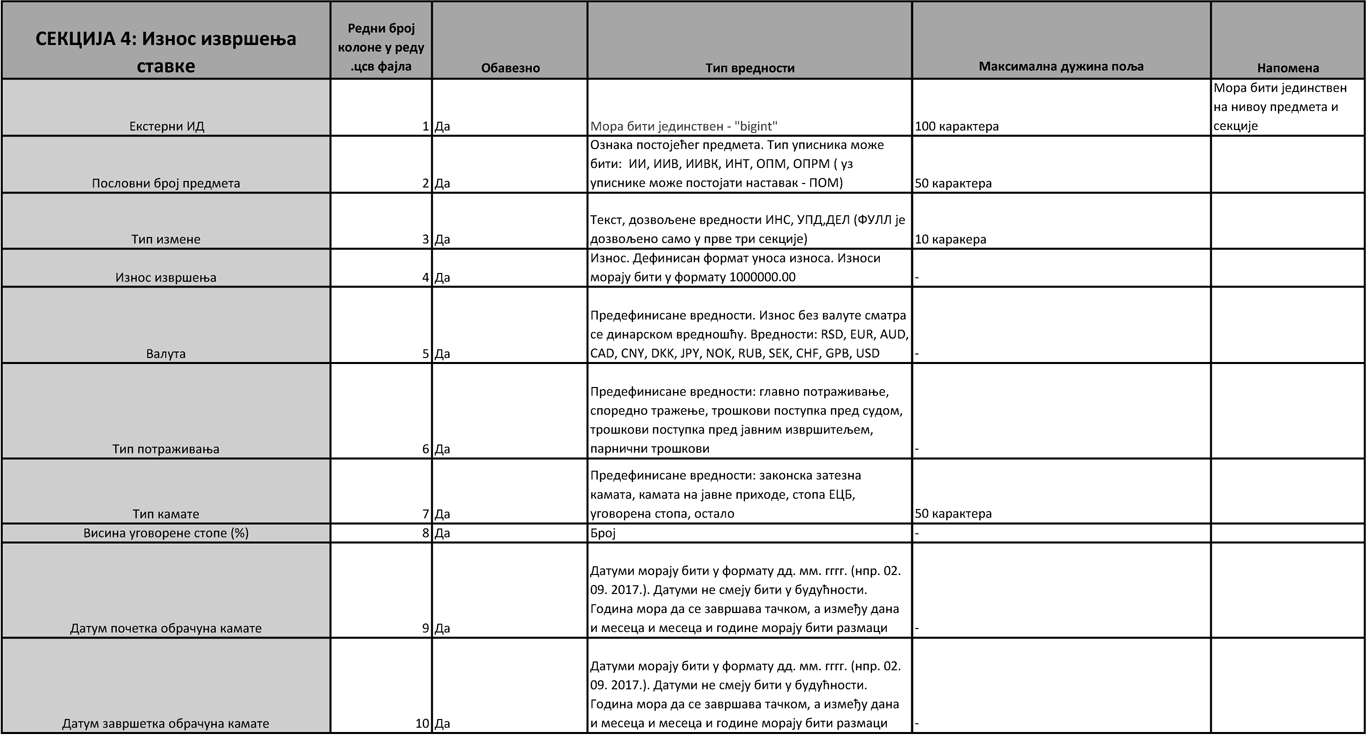 СЕКЦИЈА 4: Износ извршења
ставке
Редни број
колоне у реду
.цсв фајла
Обавезно
Тип вредности
Максимална дужина поља
Напомена
Екстерни ИД
1
Да
Мора бити јединствен - "bigint"
100 карактера
Мора бити јединствен
на нивоу предмета и
секције
Пословни број предмета
2
Да
Ознака постојећег предмета. Тип уписника може
бити:  ИИ, ИИВ, ИИВК, ИНТ, ОПМ, ОПРМ ( уз
уписнике може постојати наставак - ПОМ)
50 карактера
Тип измене
3
Да
Текст, дозвољене вредности ИНС, УПД,ДЕЛ (ФУЛЛ је
дозвољено само у прве три секције)
10 каракера
Износ извршења
4
Да
Износ. Дефинисан формат уноса износа. Износи
морају бити у формату 1000000.00
-
Валута
5
Да
Предефинисане вредности. Износ без валуте сматра
се динарском вредношћу. Вредности: RSD, EUR, AUD,
CAD, CNY, DKK, JPY, NOK, RUB, SEK, CHF, GPB, USD
-
Тип потраживања
6
Да
Предефинисане вредности: главно потраживање,
споредно тражење, трошкови поступка пред судом,
трошкови поступка пред јавним извршитељем,
парнични трошкови
-
Тип камате
7
Да
Предефинисане вредности: законска затезна
камата, камата на јавне приходе, стопа ЕЦБ,
уговорена стопа, остало
50 карактера
Висина уговорене стопе (%)
8
Да
Број
-
Датум почетка обрачуна камате
9
Да
Датуми морају бити у формату дд. мм. гггг. (нпр. 02.
09. 2017.). Датуми не смеју бити у будућности.
Година мора да се завршава тачком, а између дана
и месеца и месеца и године морају бити размаци
-
Датум завршетка обрачуна камате
10
Да
Датуми морају бити у формату дд. мм. гггг. (нпр. 02.
09. 2017.). Датуми не смеју бити у будућности.
Година мора да се завршава тачком, а између дана
и месеца и месеца и године морају бити размаци
-